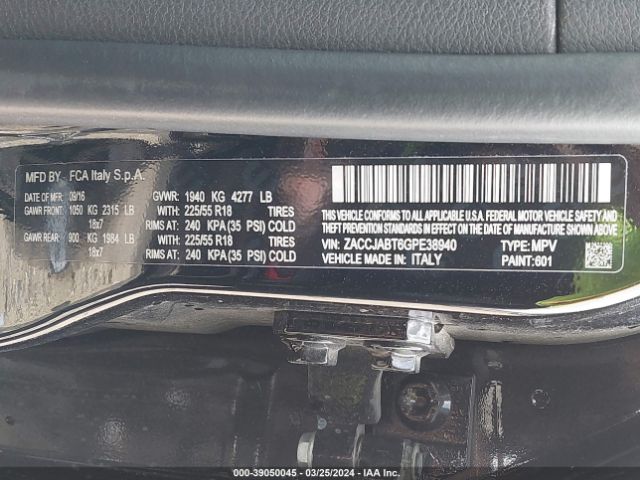 MFD BY FCA Italy S.p.A.
DATE OF MFR 09/16 GVWR: 1940 KG 4277 LB
GAWR FRONT: 1050 KG 2315 LB WITH: 225/55 R18 TIRES
18x7 RIMS AT: 240 KPA(35 PSI) COLD
GAWR REAR: 900 KG 1984 LB WITH: 225/55 R18 TIRES
18x7 RIMS AT: 240 KPA(35 PSI) COLD
THIS VEHICLE CONFORMS TO ALL APPLICABLE U.S.A. FEDERAL MOTOR VEHICLE SAFETY
AND THEFT PREVENTION STANDARDS IN EFFECT ON THE DATE OF MANUFACTURE SHOWN ABOVE
VIN: ZACCJABT6GPE38940 TYPE: MPV
VEHICLE MADE IN: ITALY PAINT:601
000-39050045 - 03/25/2024 - IAA Inc.